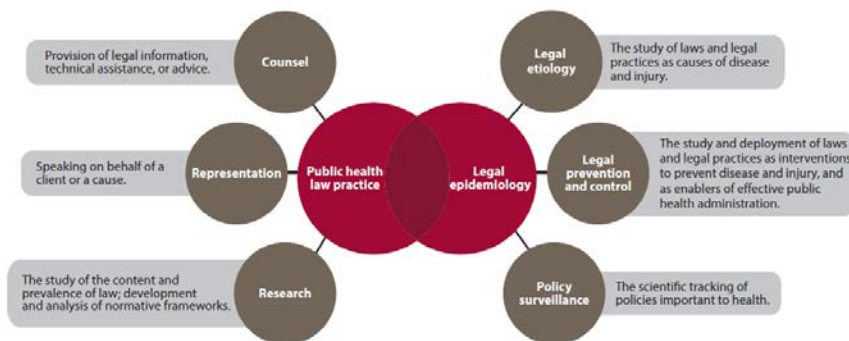 Provision of legal information,
technical assistance, or advice.
Counsel
Speaking on behalf of a
client or a cause.
Representation
The study of the content and
prevalence of law; development
and analysis of normative frameworks.
Research
Public health
law practice
Legal
epidemiology
Legal
etiology
The study of laws and legal
practices as causes of disease
and injury.
Legal
prevention
and control
The study and deployment of laws
and legal practices as interventions
to prevent disease and injury, and
as enablers of effective public
health administration.
Policy
surveillance
The scientific tracking of
policies important to health.